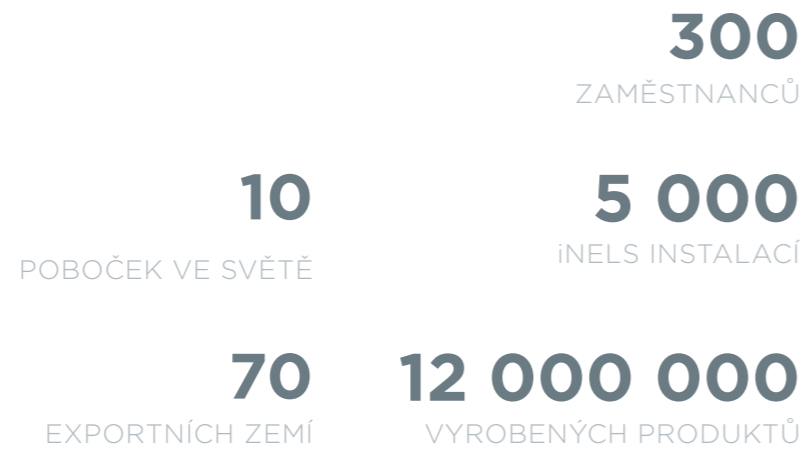 300
ZAMĚSTNANCŮ
10
POBOČEK VE SVĚTĚ
5 000
iNELS INSTALACÍ
70
EXPORTNÍCH ZEMÍ
12 000 000
VYROBENÝCH PRODUKTŮ